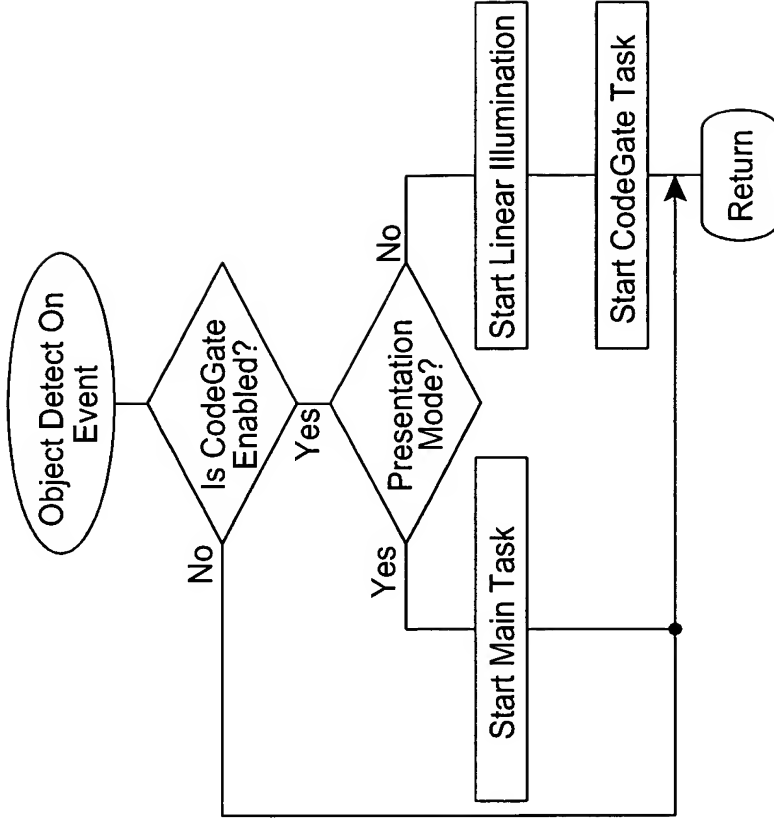 Object Detect On
Event
Is CodeGate
Enabled?
No
Yes
Presentation
Mode?
Yes
No
Start Main Task
Start Linear Illumination
Start CodeGate Task
Return